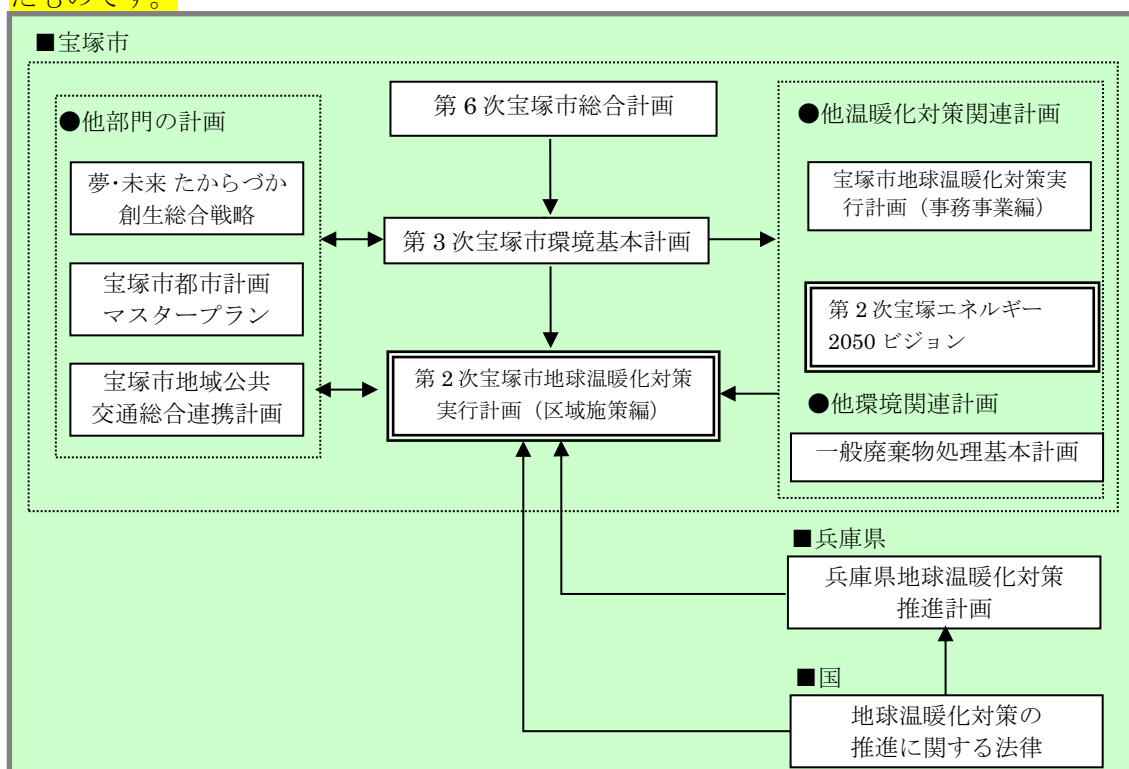 たものです。
■宝塚市
●他部門の計画
夢・未来 たからづか
創生総合戦略
宝塚市都市計画
マスタープラン
宝塚市地域公共
交通総合連携計画
第 6 次宝塚市総合計画
第 3 次宝塚市環境基本計画
第 2 次宝塚市地球温暖化対策
実行計画（区域施策編）
●他温暖化対策関連計画
宝塚市地球温暖化対策実
行計画（事務事業編）
第 2 次宝塚エネルギー
2050 ビジョン
●他環境関連計画
一般廃棄物処理基本計画
■兵庫県
兵庫県地球温暖化対策
推進計画
■国
地球温暖化対策の
推進に関する法律